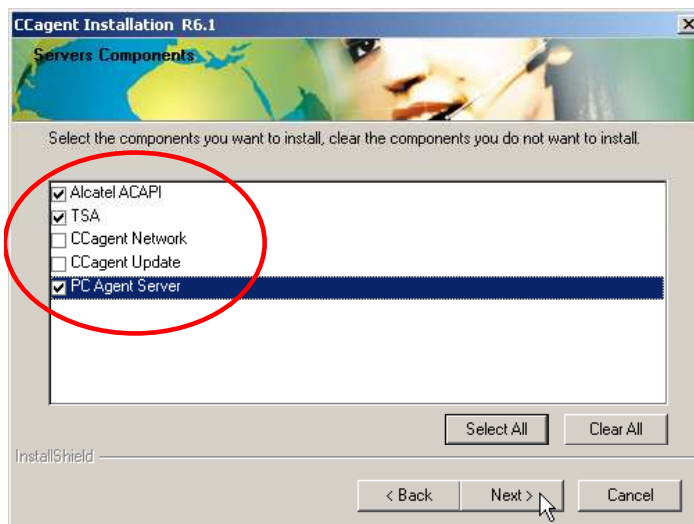 CCagent Installation R6.1
Servers Components
Select the components you want to install, clear the components you do not want to install.
Alcatel ACAPI
TSA
CCagent Network
CCagent Update
PC Agent Server
Select All
Clear All
InstallShield
< Back
Next >
Cancel